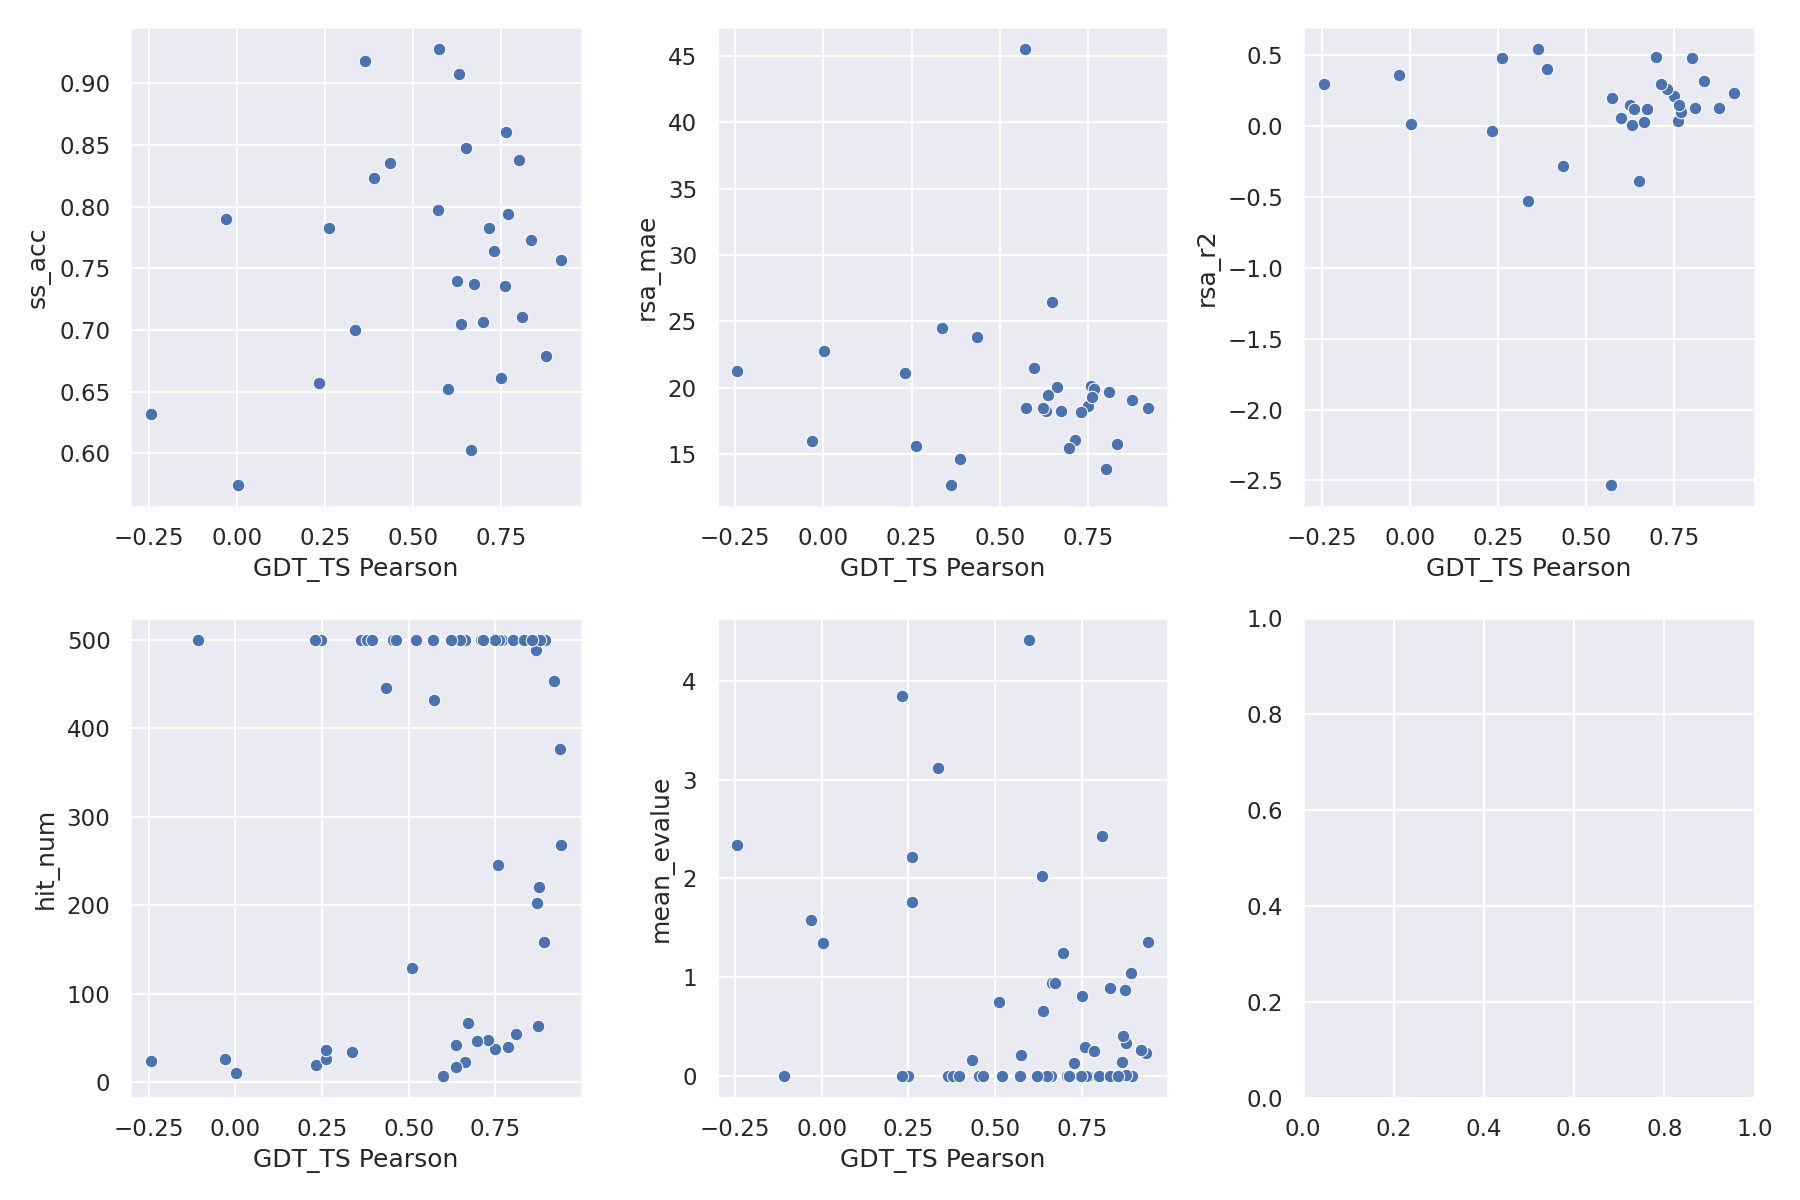 0.90
0.85
0.80
0.75
0.70
0.65
0.60
ss_acc
−0.25 0.00 0.25 0.50 0.75
GDT_TS Pearson
45
40
35
30
25
20
15
rsa_mae
−0.25 0.00 0.25 0.50 0.75
GDT_TS Pearson
0.5
0.0
−0.5
−1.0
−1.5
−2.0
−2.5
rsa_r2
−0.25 0.00 0.25 0.50 0.75
GDT_TS Pearson
500
400
300
200
100
0
hit_num
−0.25 0.00 0.25 0.50 0.75
GDT_TS Pearson
4
3
2
1
0
mean_evalue
−0.25 0.00 0.25 0.50 0.75
GDT_TS Pearson
1.0
0.8
0.6
0.4
0.2
0.0
0.0 0.2 0.4 0.6 0.8 1.0